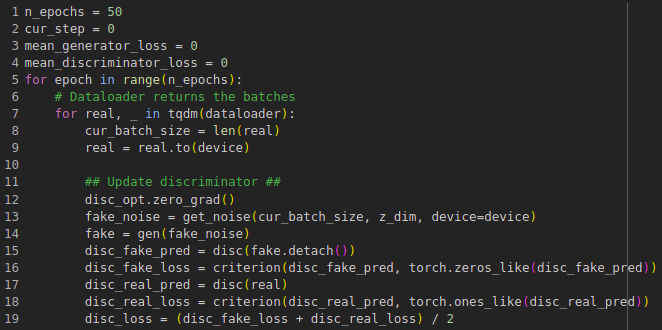 1 n_epochs = 50
2 cur_step = 0
3 mean_generator_loss = 0
4 mean_discriminator_loss = 0
5 for epoch in range(n_epochs):
6     # Dataloader returns the batches
7     for real, _ in tqdm(dataloader):
8         cur_batch_size = len(real)
9         real = real.to(device)
10
11         ## Update discriminator ##
12         disc_opt.zero_grad()
13         fake_noise = get_noise(cur_batch_size, z_dim, device=device)
14         fake = gen(fake_noise)
15         disc_fake_pred = disc(fake.detach())
16         disc_fake_loss = criterion(disc_fake_pred, torch.zeros_like(disc_fake_pred))
17         disc_real_pred = disc(real)
18         disc_real_loss = criterion(disc_real_pred, torch.ones_like(disc_real_pred))
19         disc_loss = (disc_fake_loss + disc_real_loss) / 2